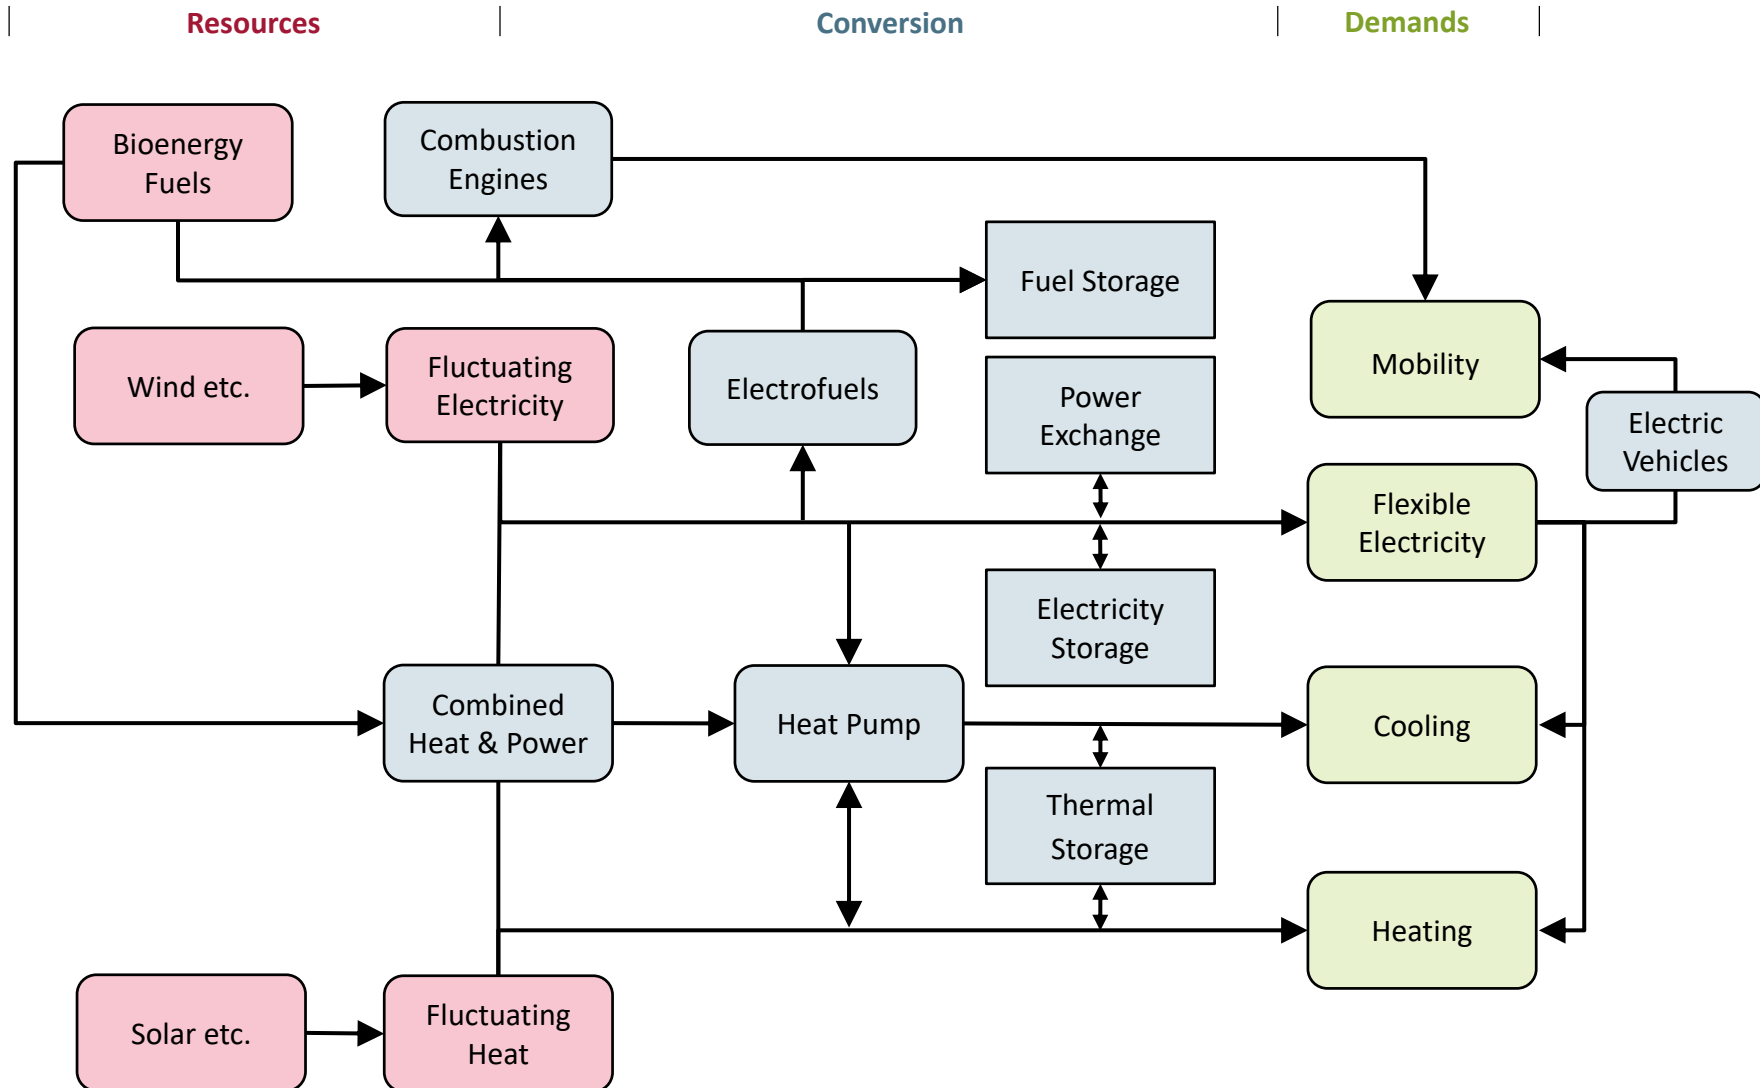 Resources
Conversion
Demands
Bioenergy
Fuels
Combustion
Engines
Fuel Storage
Wind etc.
Fluctuating
Electricity
Electrofuels
Power
Exchange
Mobility
Electric
Vehicles
Flexible
Electricity
Electricity
Storage
Combined
Heat & Power
Heat Pump
Cooling
Thermal
Storage
Heating
Solar etc.
Fluctuating
Heat